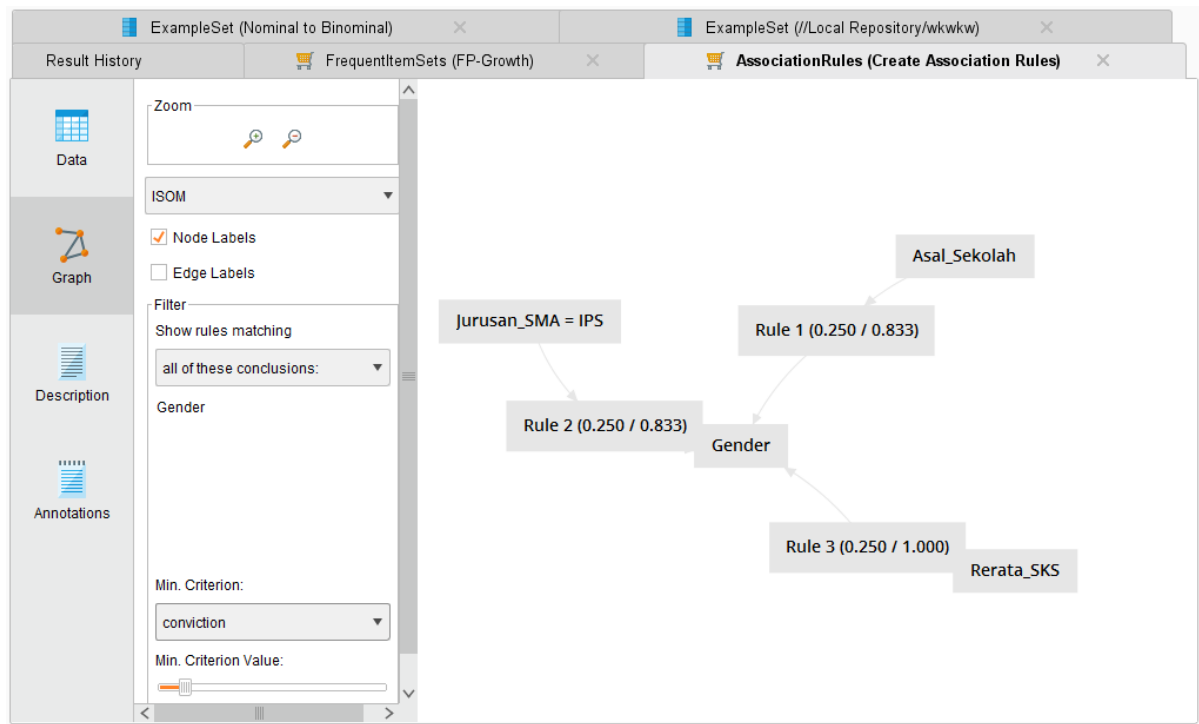 ExampleSet (Nominal to Binominal)
ExampleSet (//Local Repository/wkwkw)
Result History
FrequentItemSets (FP-Growth)
AssociationRules (Create Association Rules)
Data
Graph
Description
Annotations
Zoom
ISOM
Node Labels
Edge Labels
Filter
Show rules matching
all of these conclusions:
Gender
Min. Criterion:
conviction
Min. Criterion Value:
Asal_Sekolah
Jurusan_SMA = IPS
Rule 1 (0.250 / 0.833)
Rule 2 (0.250 / 0.833)
Gender
Rule 3 (0.250 / 1.000)
Rerata_SKS